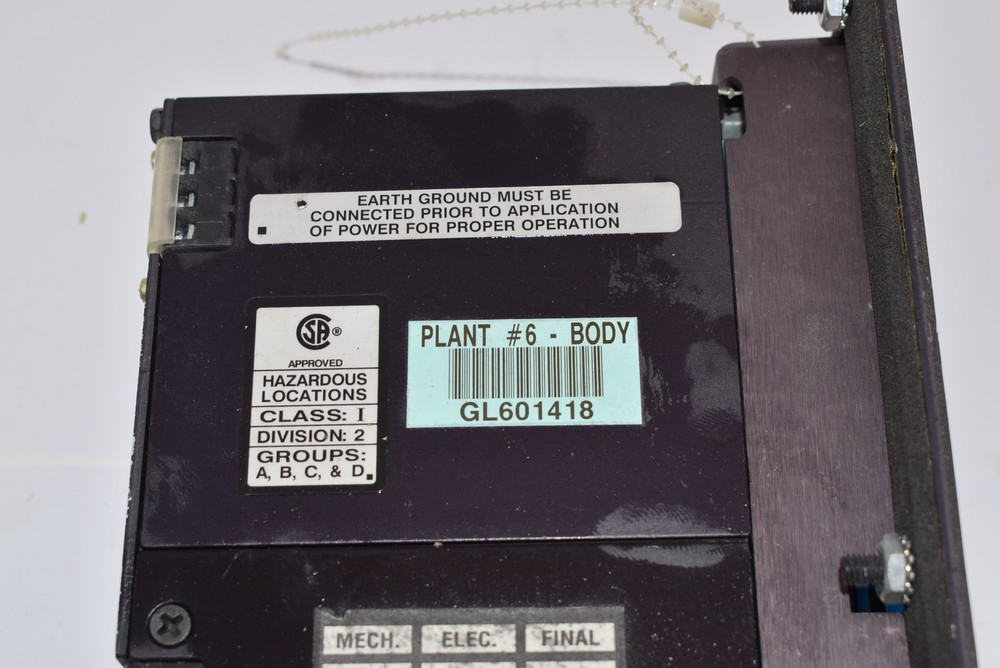 EARTH GROUND MUST BE
CONNECTED PRIOR TO APPLICATION
OF POWER FOR PROPER OPERATION
SA ®
APPROVED
HAZARDOUS
LOCATIONS
CLASS: I
DIVISION: 2
GROUPS:
A, B, C, & D
PLANT #6 - BODY
GL601418
MECH. ELEC. FINAL